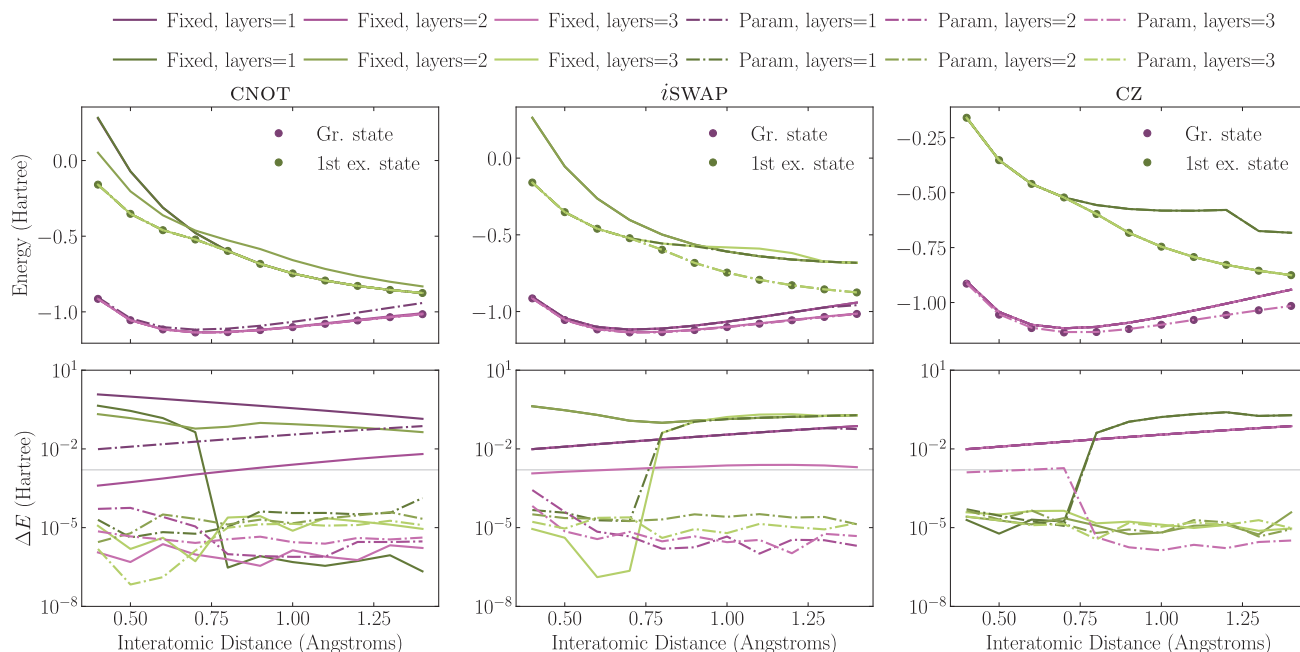 Fixed, layers=1 Fixed, layers=2 Fixed, layers=3 Param, layers=1 Param, layers=2 Param, layers=3
Fixed, layers=1 Fixed, layers=2 Fixed, layers=3 Param, layers=1 Param, layers=2 Param, layers=3
CNOT iSWAP CZ
Energy (Hartree)
0.0
−0.5
−1.0
Gr. state
1st ex. state
0.0
−0.5
−1.0
Gr. state
1st ex. state
−0.25
−0.50
−0.75
−1.00
Gr. state
1st ex. state
ΔE (Hartree)
10^1
10^−2
10^−5
10^−8
10^1
10^−2
10^−5
10^−8
10^1
10^−2
10^−5
10^−8
0.50 0.75 1.00 1.25 0.50 0.75 1.00 1.25 0.50 0.75 1.00 1.25
Interatomic Distance (Angstroms) Interatomic Distance (Angstroms) Interatomic Distance (Angstroms)